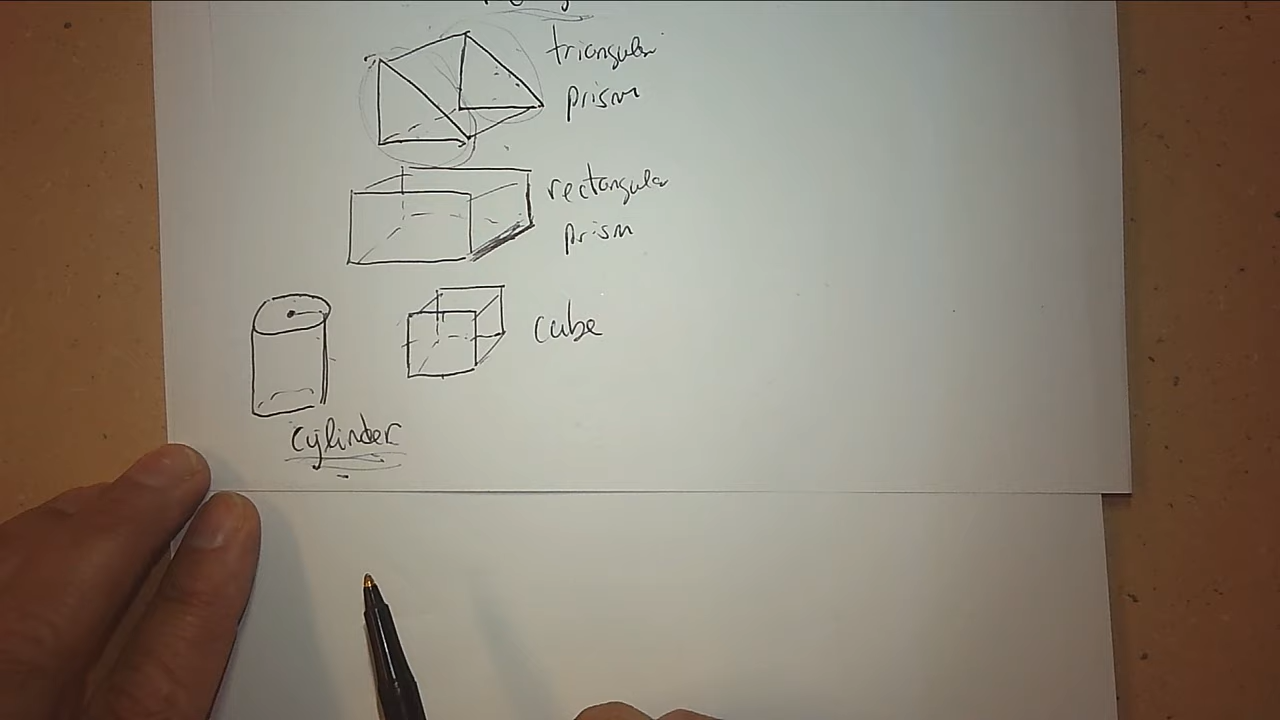 triangular
prism
rectangular
prism
cube
cylinder